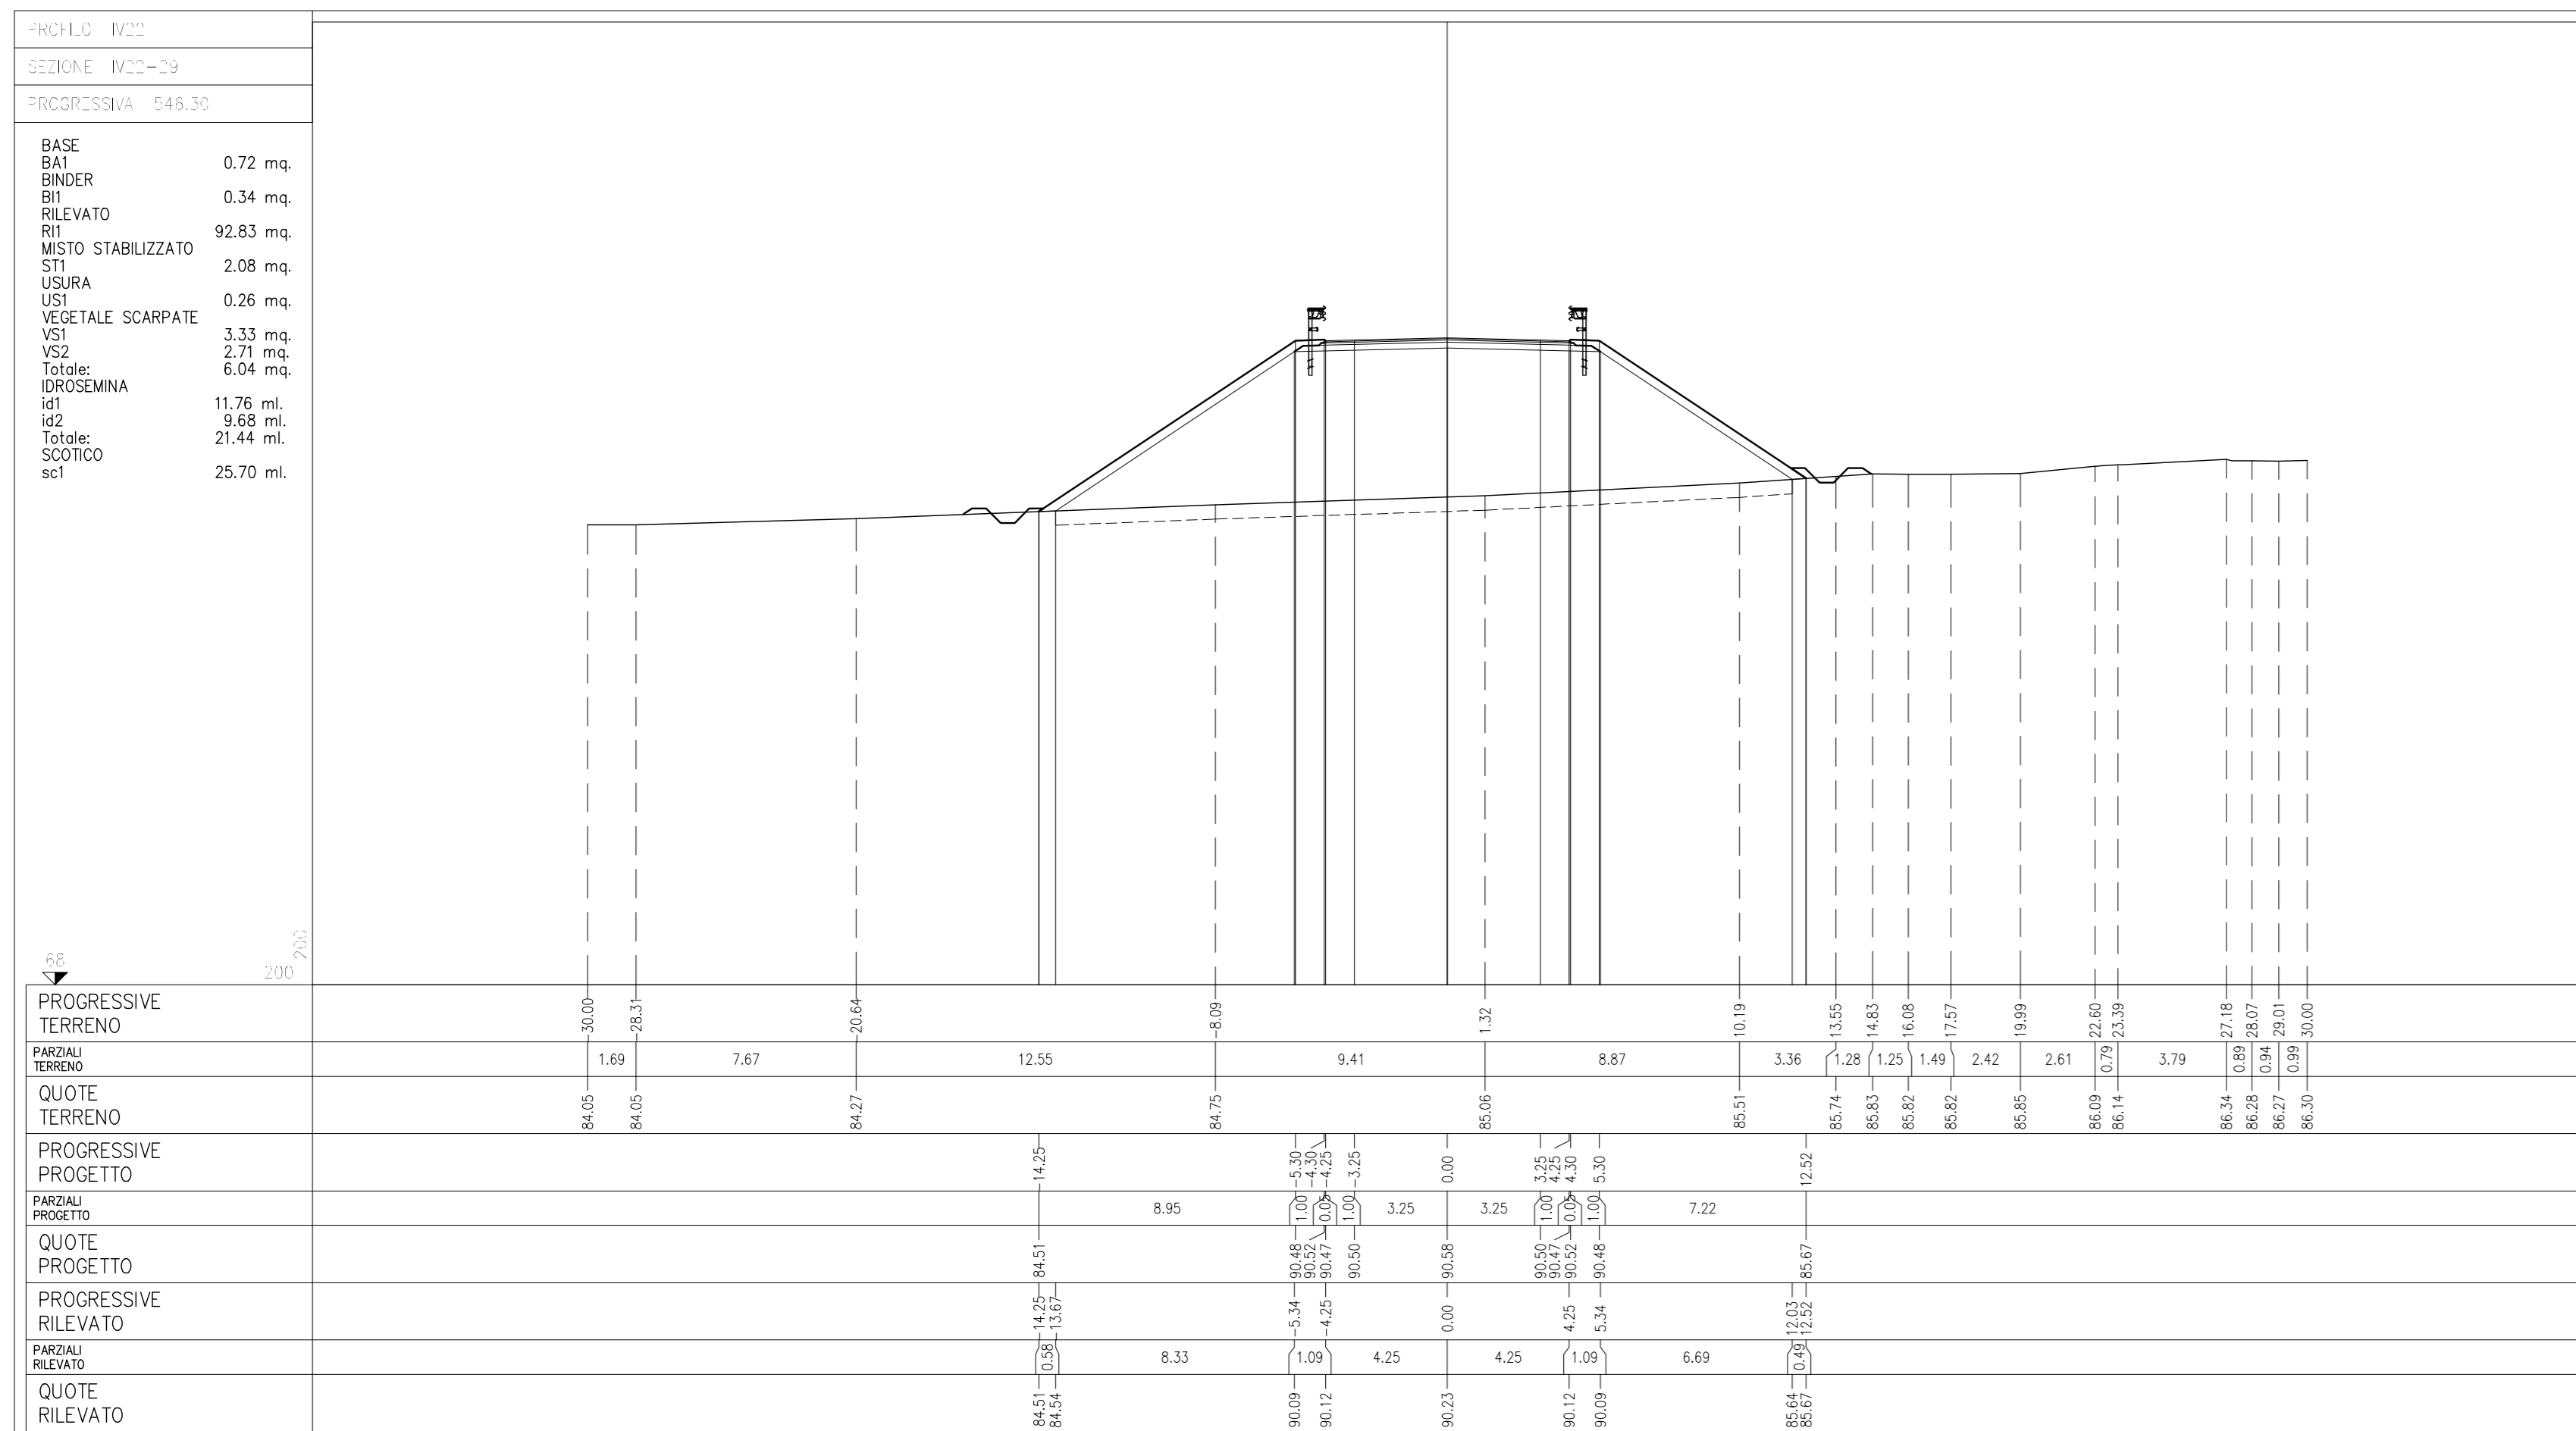 PROFILO IV22
SEZIONE IV22-29
PROGRESSIVA 546.30
BASE
BA1 0.72 mq.
BINDER
BI1 0.34 mq.
RILEVATO
RI1 92.83 mq.
MISTO STABILIZZATO
ST1 2.08 mq.
USURA
US1 0.26 mq.
VEGETALE SCARPATE
VS1 3.33 mq.
VS2 2.71 mq.
Totale: 6.04 mq.
IDROSEMINA
id1 11.76 ml.
id2 9.68 ml.
Totale: 21.44 ml.
SCOTICO
sc1 25.70 ml.
200
68
200
PROGRESSIVE
TERRENO
-30.00 -28.31 -20.64 -8.09 1.32 10.19 13.55 14.83 16.08 17.57 19.99 22.60 23.39 27.18 28.07 29.01 30.00
PARZIALI
TERRENO
1.69 7.67 12.55 9.41 8.87 3.36 1.28 1.25 1.49 2.42 2.61 0.79 3.79 0.89 0.94 0.99
QUOTE
TERRENO
84.05 84.05 84.27 84.75 85.06 85.51 85.74 85.83 85.82 85.82 85.85 86.09 86.14 86.34 86.28 86.27 86.30
PROGRESSIVE
PROGETTO
-14.25 -5.30 -4.30 -4.25 -3.25 0.00 3.25 4.25 4.30 5.30 12.52
PARZIALI
PROGETTO
8.95 1.00 0.05 1.00 3.25 3.25 1.00 0.05 1.00 7.22
QUOTE
PROGETTO
84.51 90.48 90.52 90.47 90.50 90.58 90.50 90.47 90.52 90.48 85.67
PROGRESSIVE
RILEVATO
-14.25 -13.67 -5.34 -4.25 0.00 4.25 5.34 12.03 12.52
PARZIALI
RILEVATO
0.58 8.33 1.09 4.25 4.25 1.09 6.69 0.49
QUOTE
RILEVATO
84.51 84.54 90.09 90.12 90.23 90.12 90.09 85.64 85.67